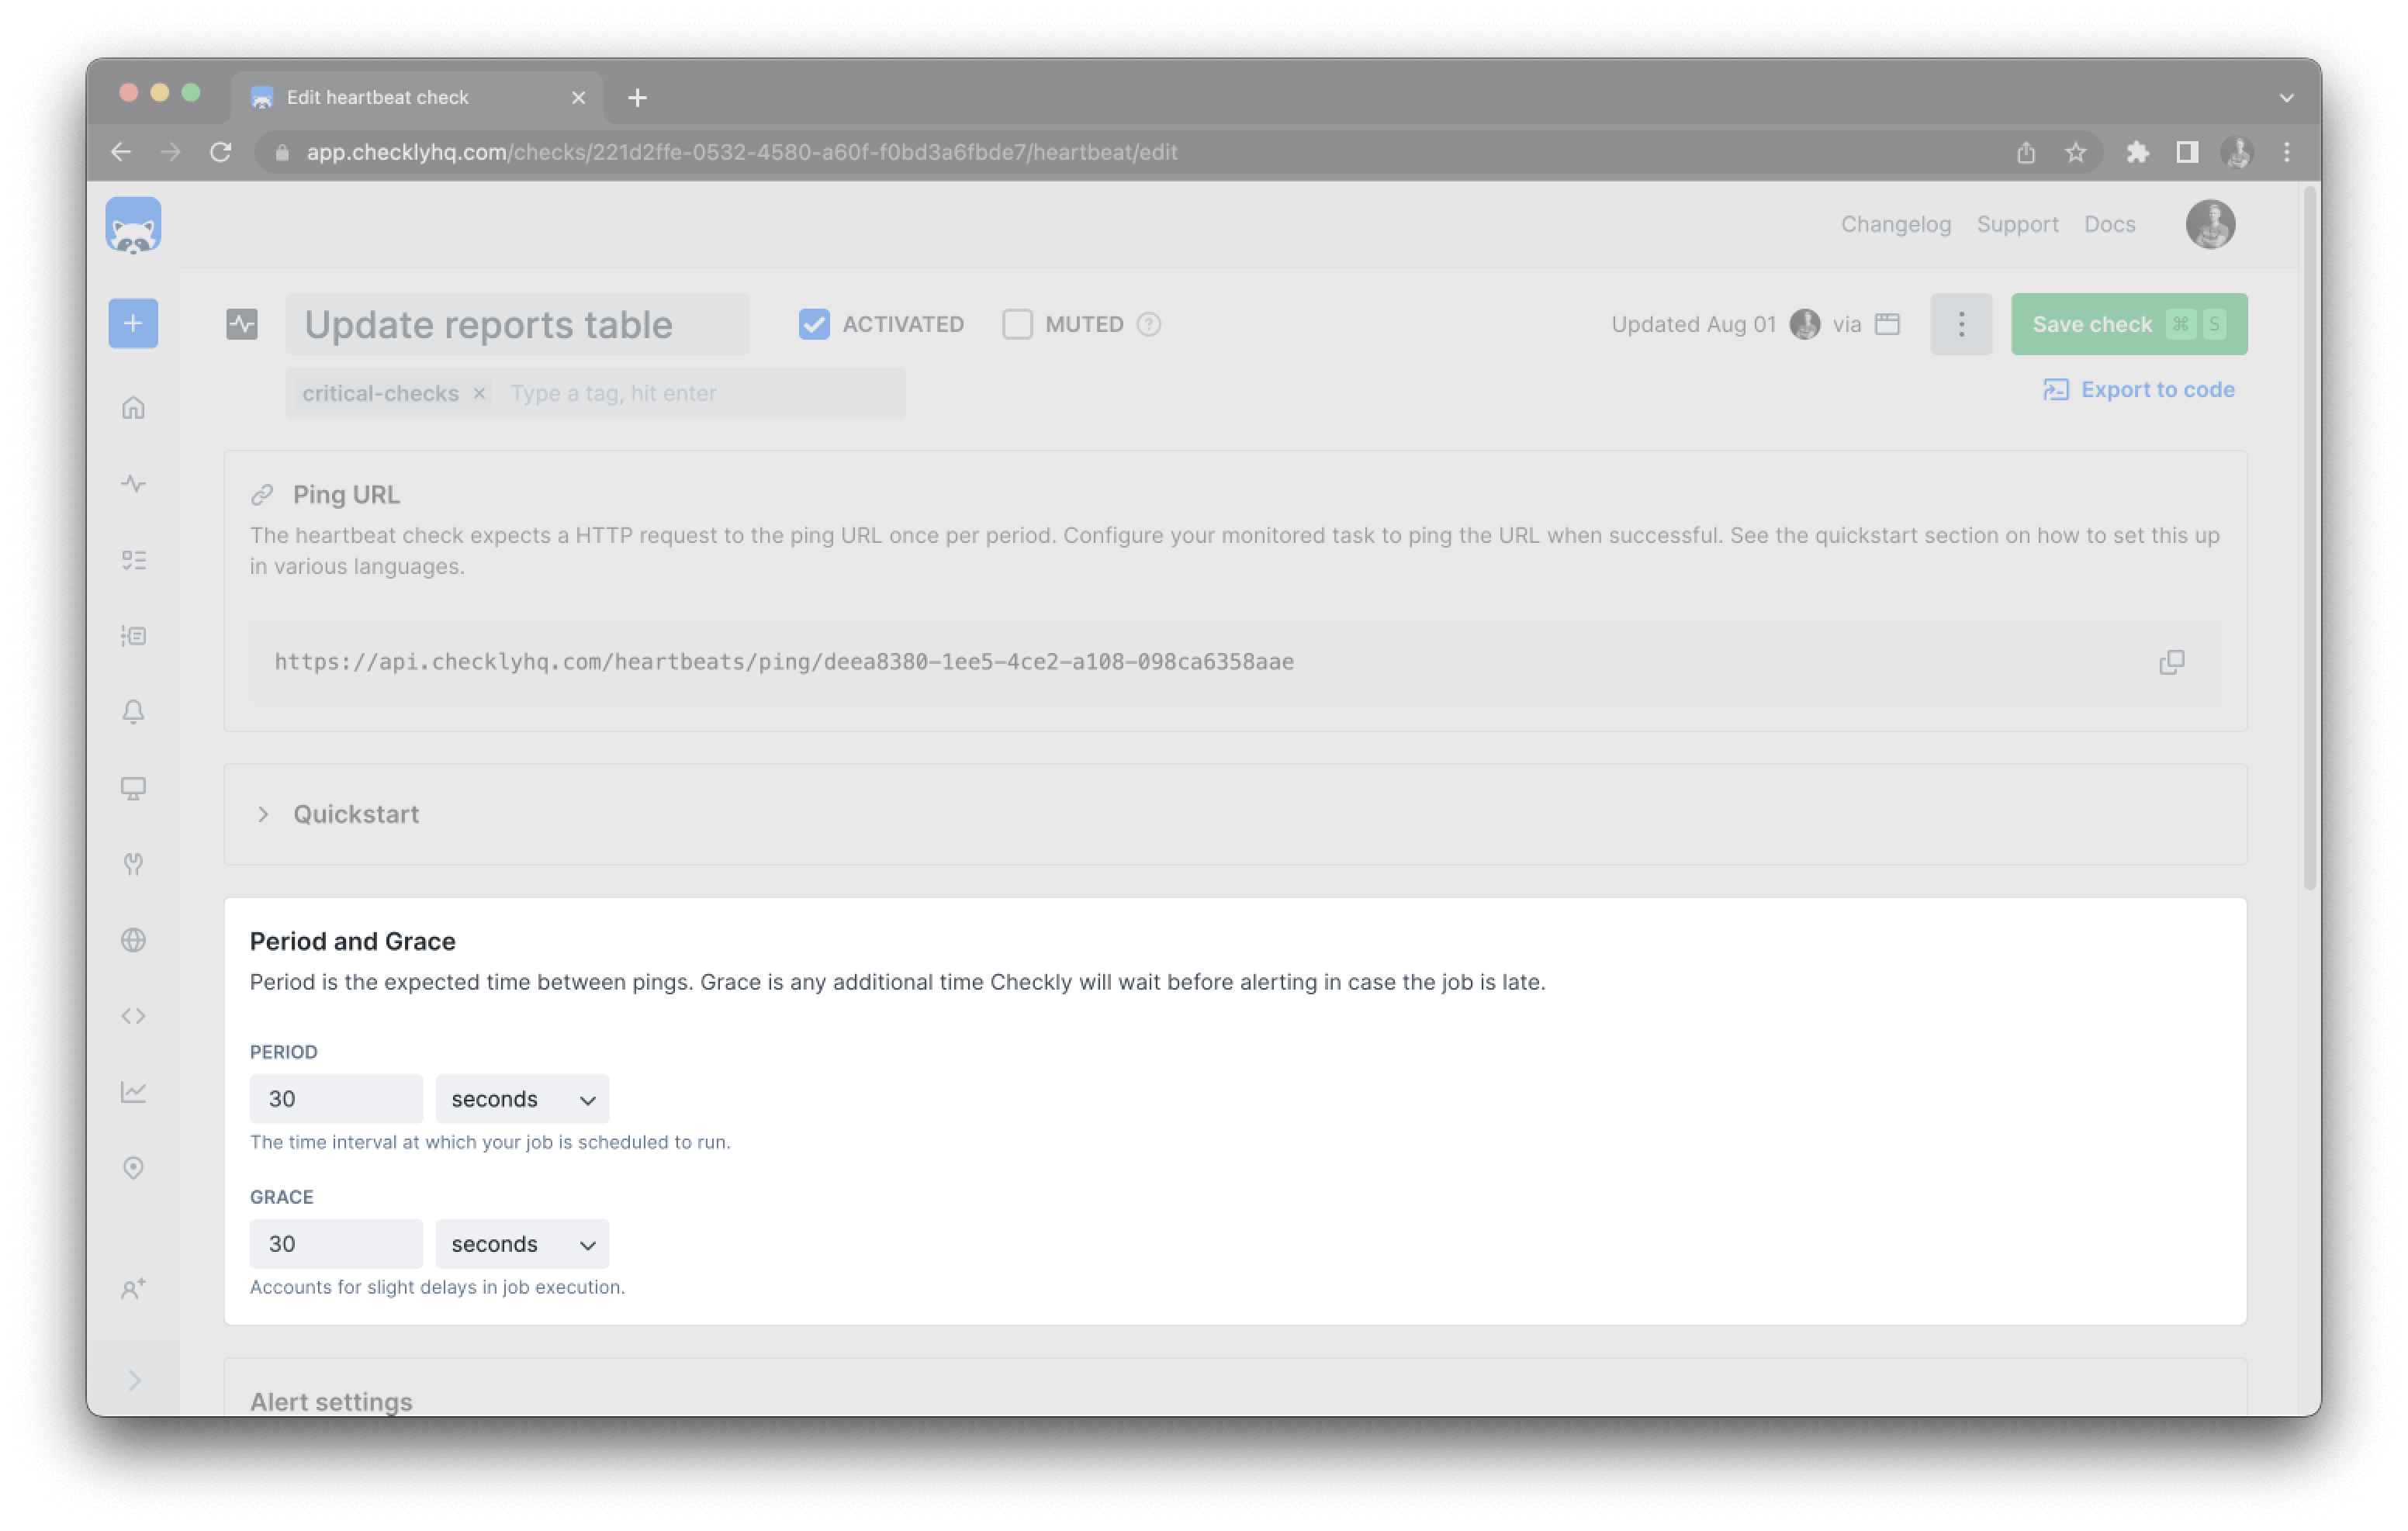 Edit heartbeat check
app.checklyhq.com/checks/221d2ffe-0532-4580-a60f-f0bd3a6fbde7/heartbeat/edit
Changelog Support Docs
Update reports table ACTIVATED MUTED ? Updated Aug 01 via Save check ⌘ S
critical-checks × Type a tag, hit enter Export to code
Ping URL
The heartbeat check expects a HTTP request to the ping URL once per period. Configure your monitored task to ping the URL when successful. See the quickstart section on how to set this up
in various languages.
https://api.checklyhq.com/heartbeats/ping/deea8380-1ee5-4ce2-a108-098ca6358aae
Quickstart
Period and Grace
Period is the expected time between pings. Grace is any additional time Checkly will wait before alerting in case the job is late.
PERIOD
30 seconds
The time interval at which your job is scheduled to run.
GRACE
30 seconds
Accounts for slight delays in job execution.
Alert settings